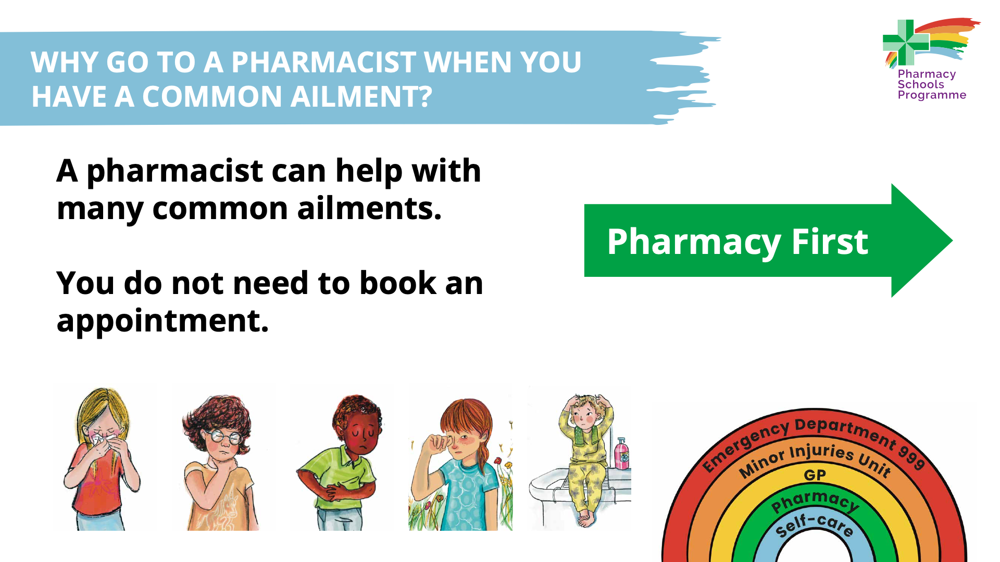 WHY GO TO A PHARMACIST WHEN YOU
HAVE A COMMON AILMENT?
Pharmacy
Schools
Programme
A pharmacist can help with
many common ailments.
You do not need to book an
appointment.
Pharmacy First
Emergency Department 999
Minor Injuries Unit
GP
Pharmacy
Self-care